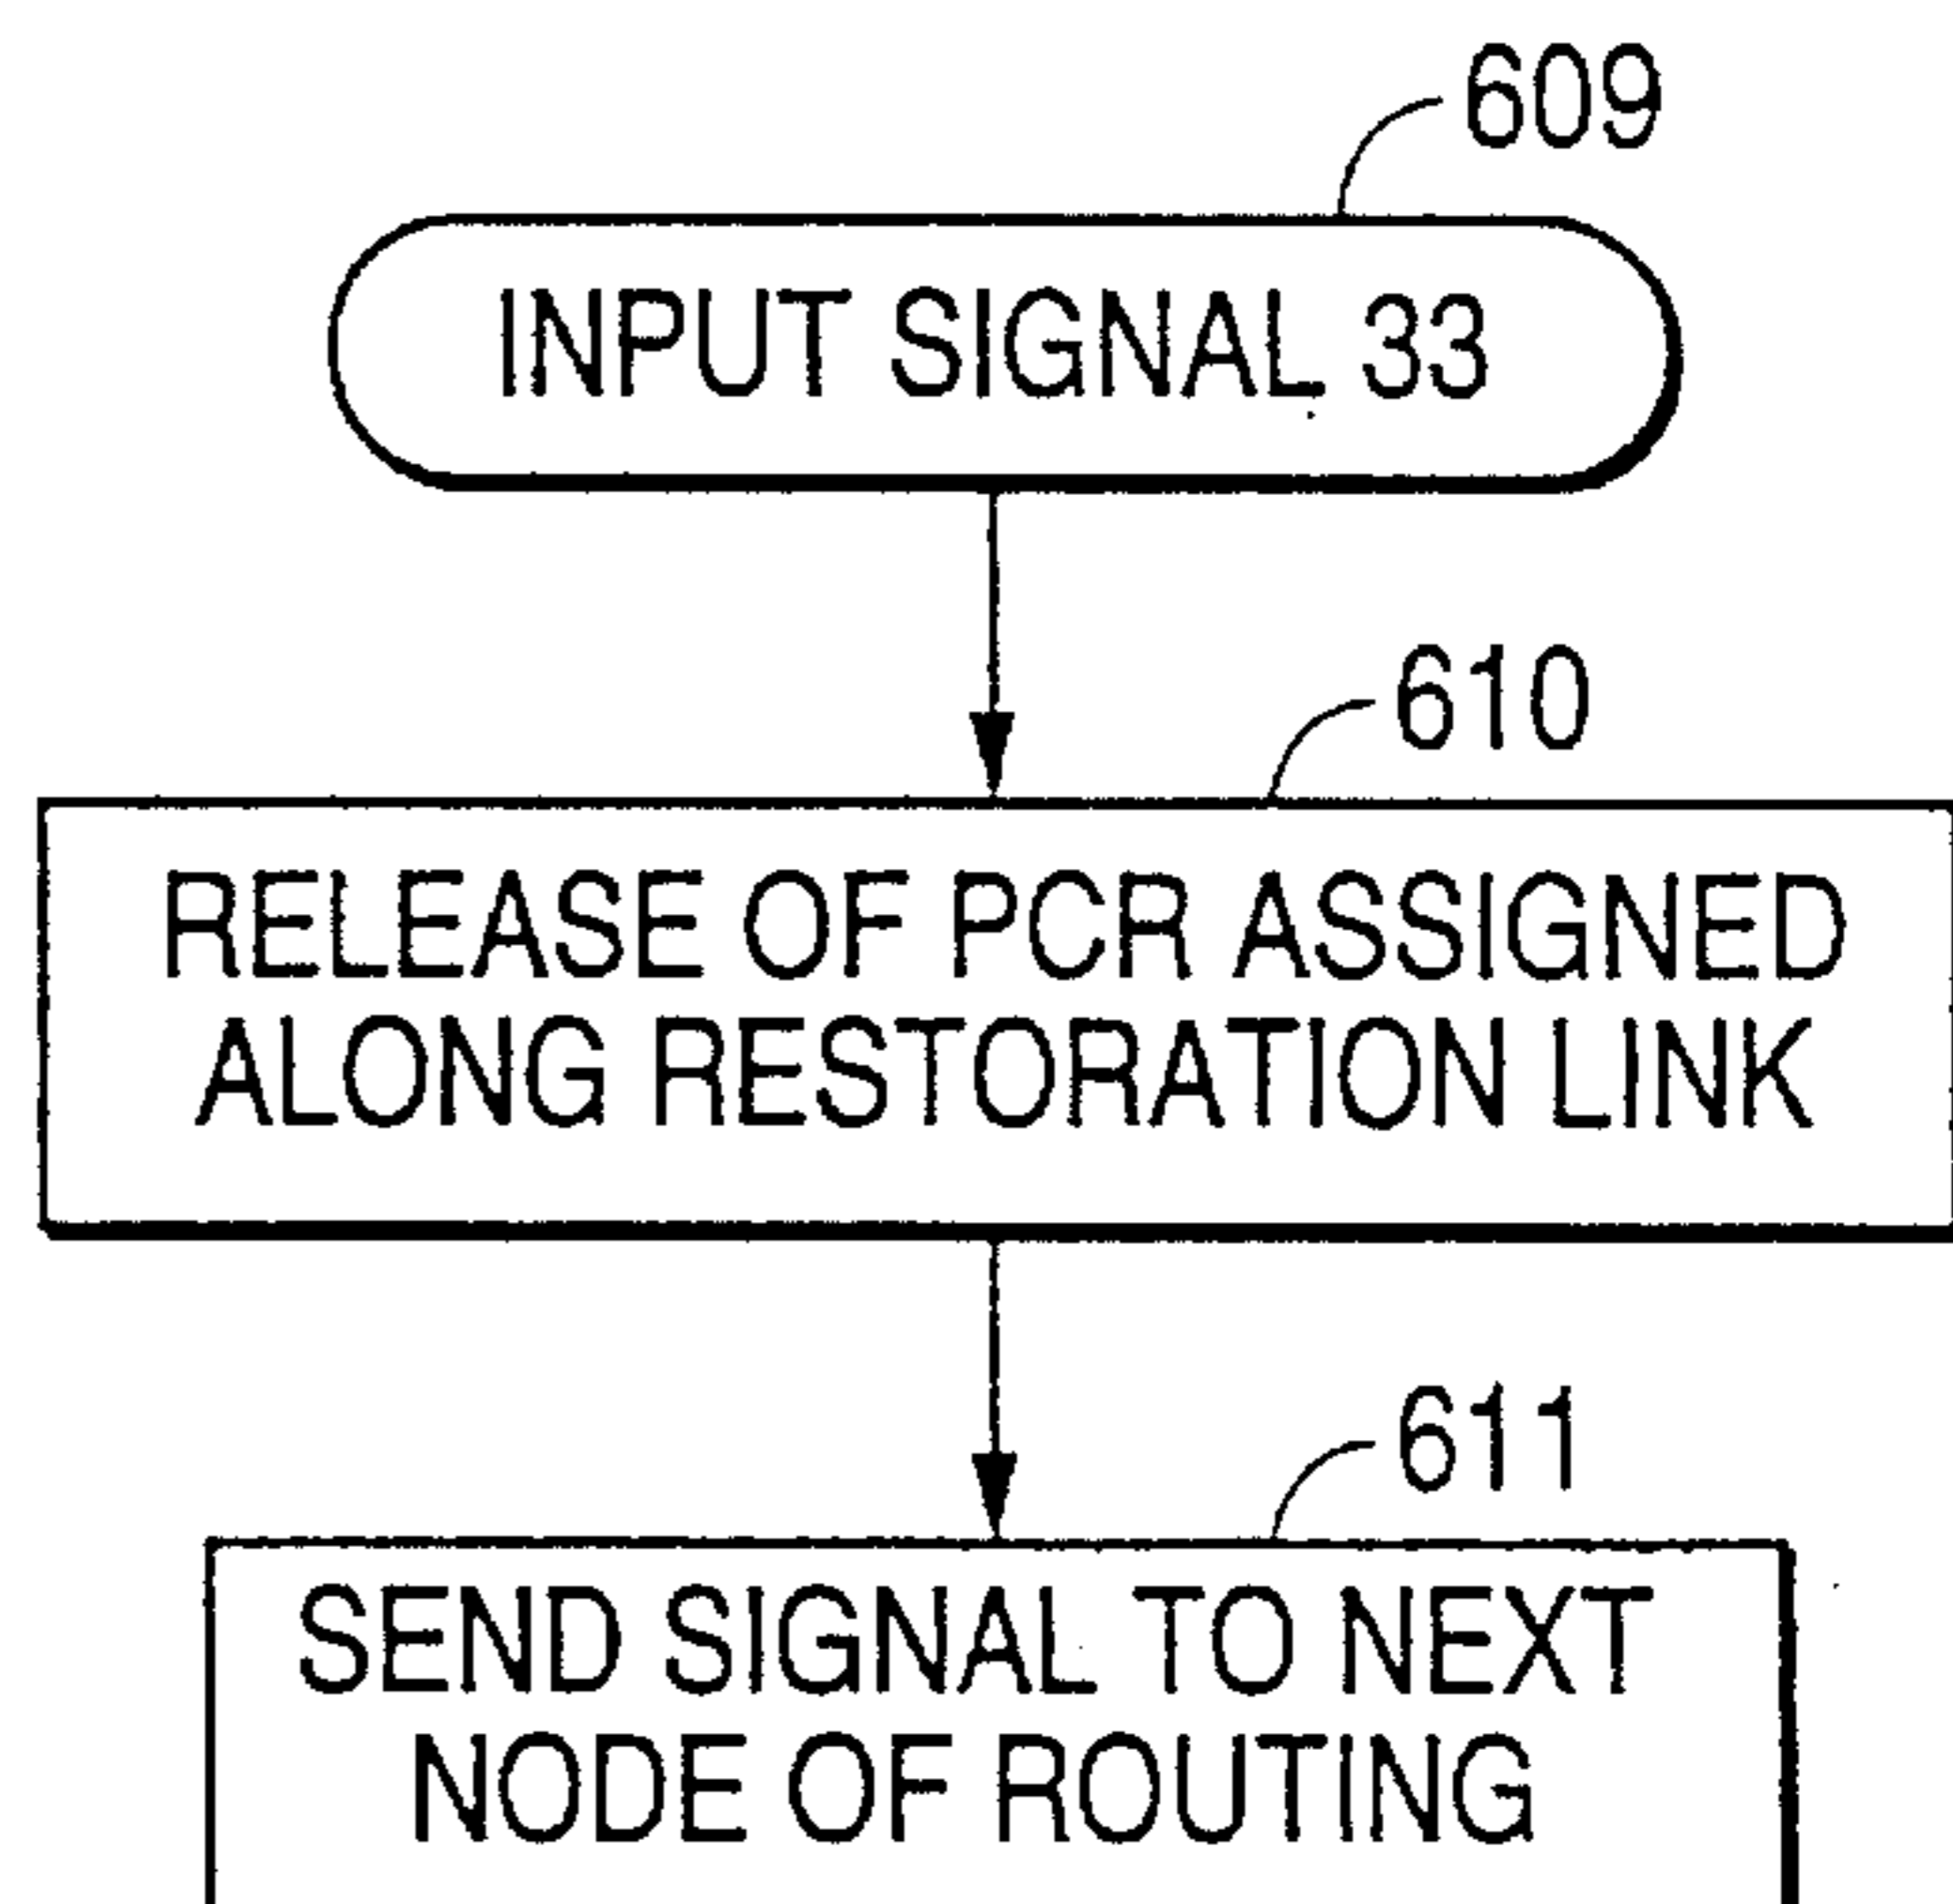 609
INPUT SIGNAL 33
610
RELEASE OF PCR ASSIGNED
ALONG RESTORATION LINK
611
SEND SIGNAL TO NEXT
NODE OF ROUTING